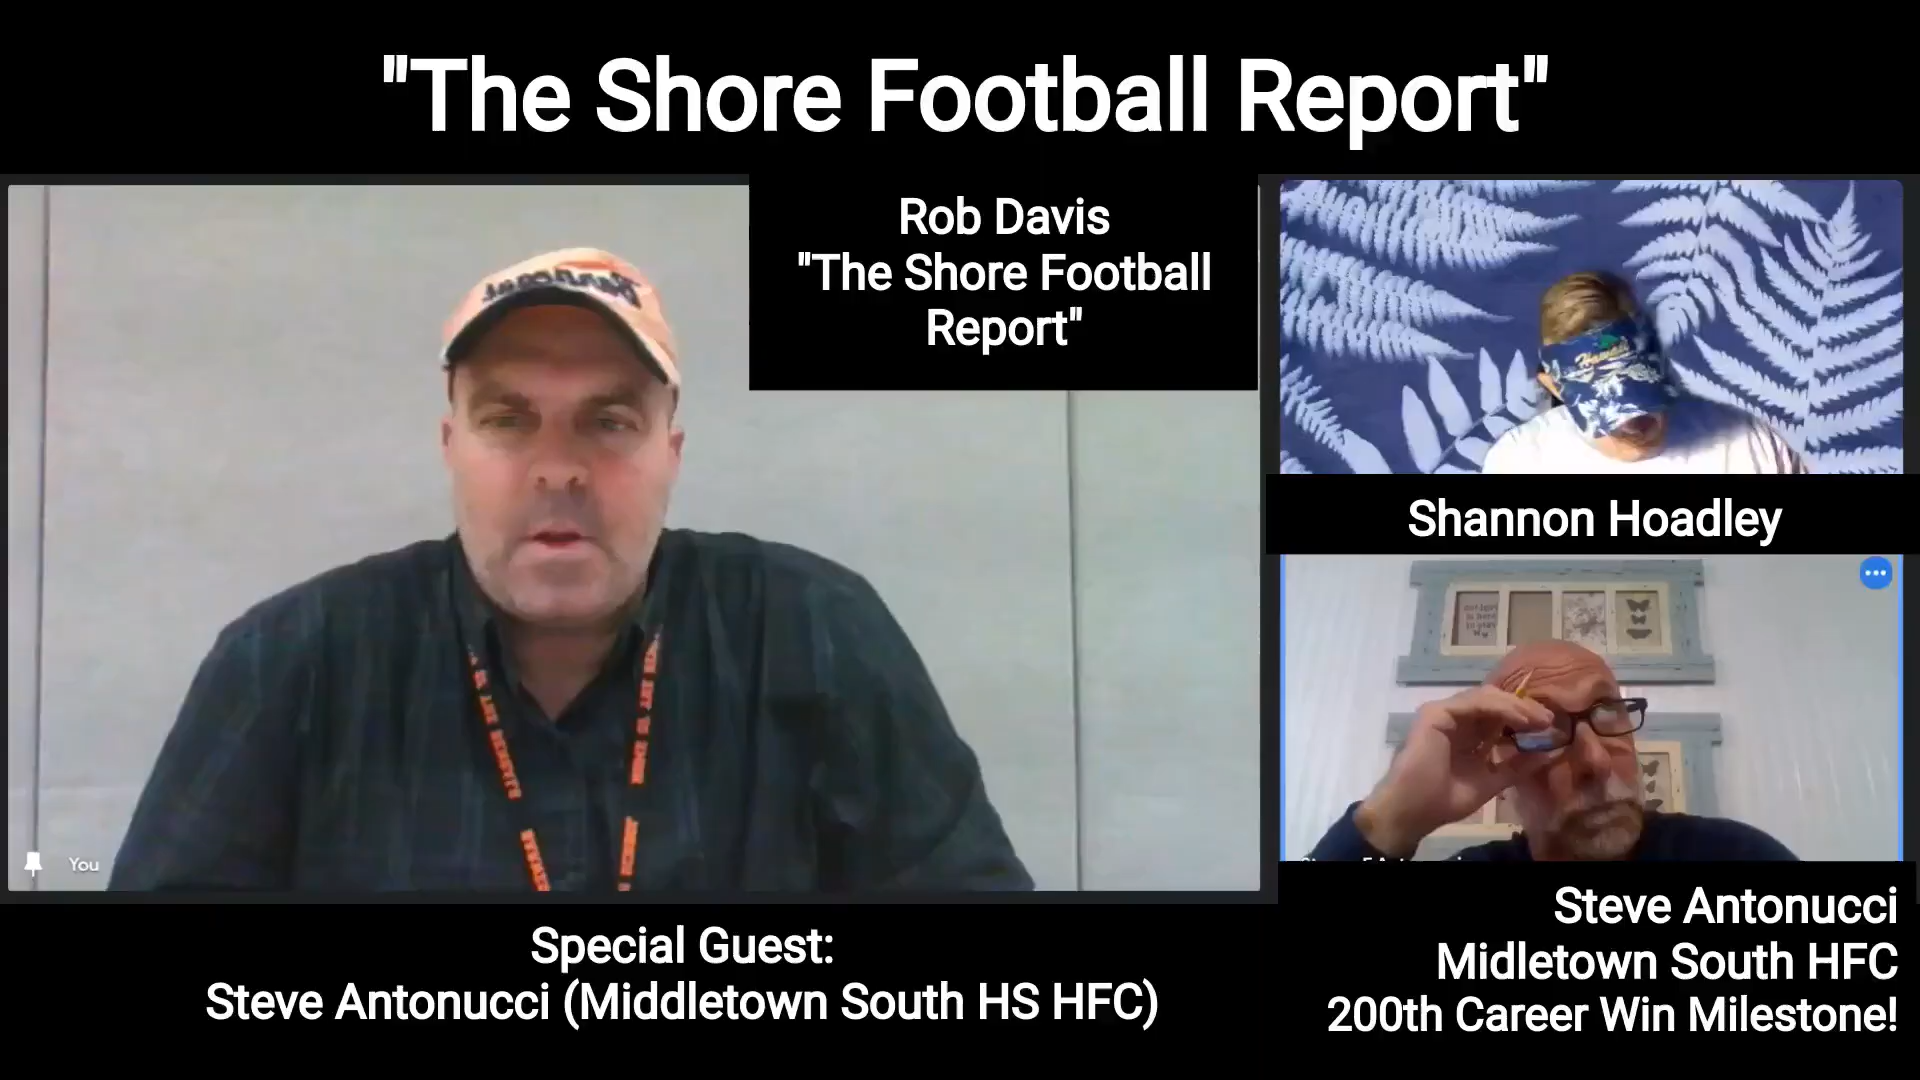 "The Shore Football Report"
Rob Davis
"The Shore Football
Report"
Hawaii
Shannon Hoadley
You
Special Guest:
Steve Antonucci (Middletown South HS HFC)
Steve Antonucci
Midletown South HFC
200th Career Win Milestone!